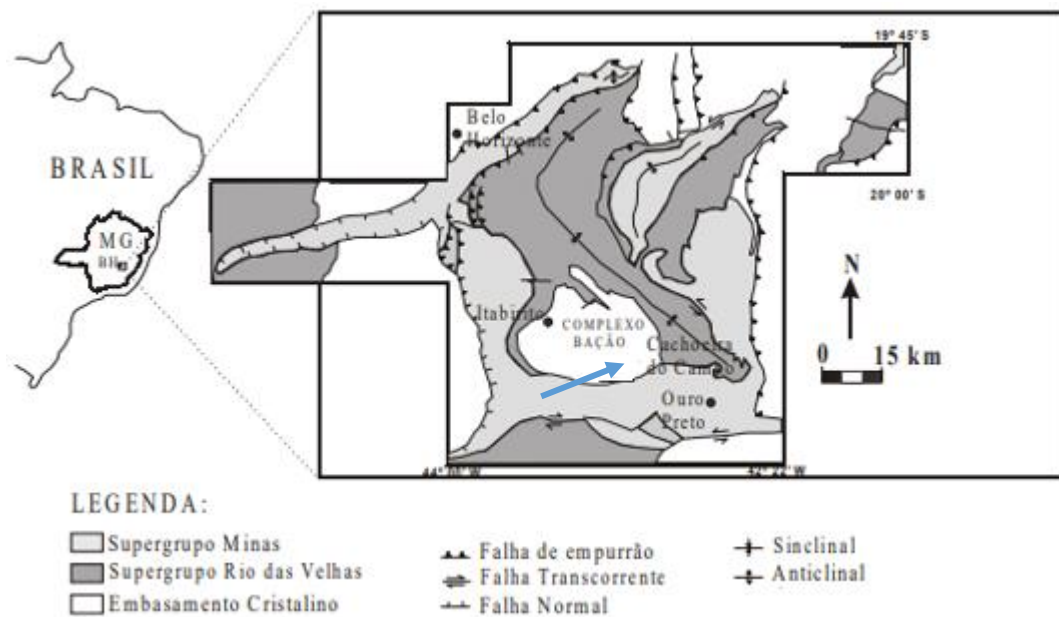 19° 45' S
Belo
Horizonte
BRASIL
20° 00' S
MG
BH
N
Itabirito
COMPLEXO
BAÇÃO
Cachoeira
do Campo
0 15 km
Ouro
Preto
42° 22' W
LEGENDA:
Supergrupo Minas
Supergrupo Rio das Velhas
Embasamento Cristalino
Falha de empurrão
Falha Transcorrente
Falha Normal
Sinclinal
Anticlinal